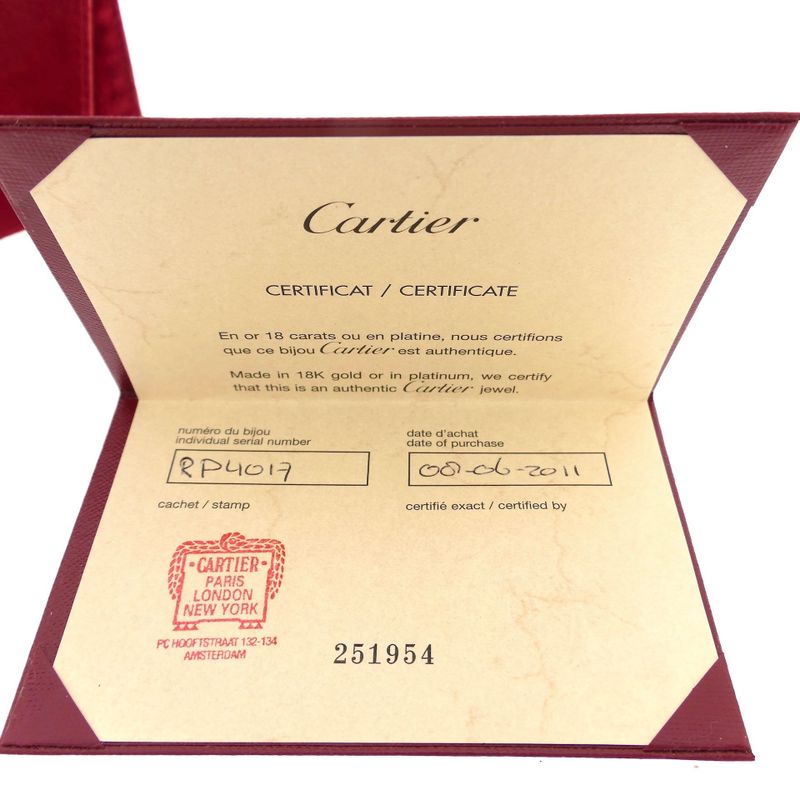 Cartier
CERTIFICAT / CERTIFICATE
En or 18 carats ou en platine, nous certifions
que ce bijou Cartier est authentique.
Made in 18K gold or in platinum, we certify
that this is an authentic Cartier jewel.
numéro du bijou
individual serial number
RP4017
date d'achat
date of purchase
08-06-2011
cachet / stamp
certifié exact / certified by
·CARTIER·
PARIS
LONDON
NEW YORK
PC HOOFTSTRAAT 132-134
AMSTERDAM
251954